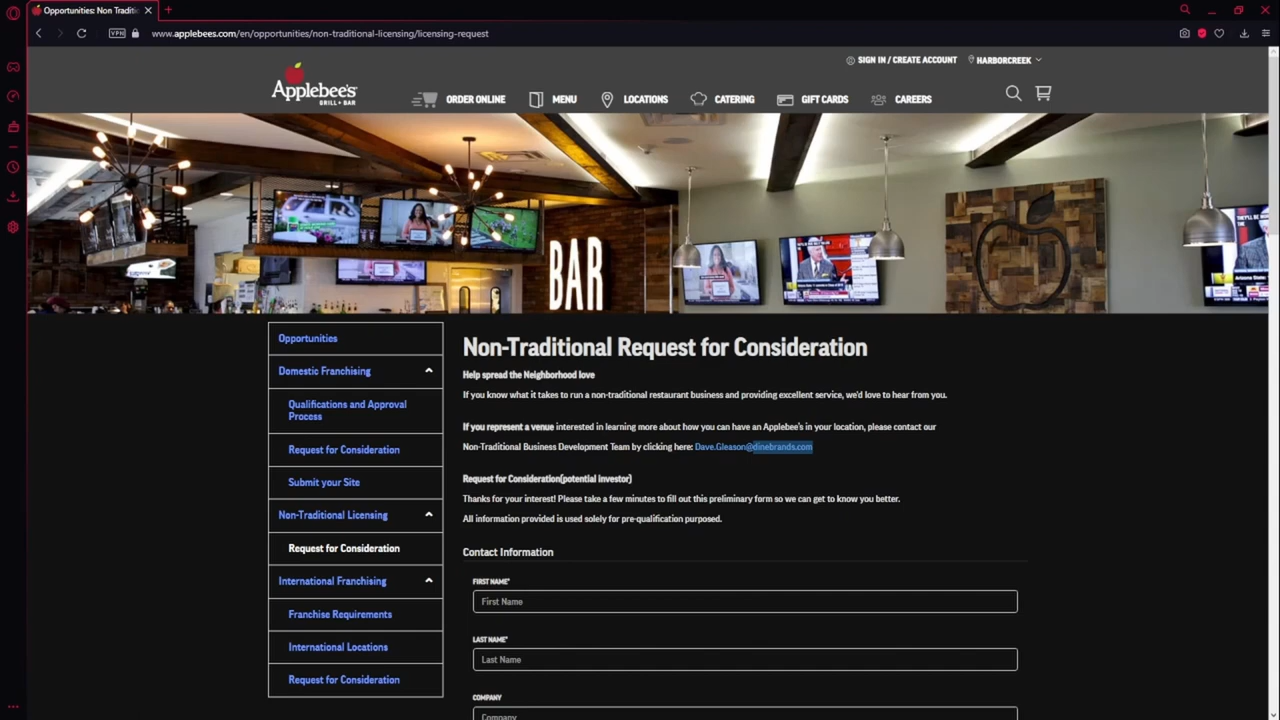 Opportunities: Non Traditi
VPN
www.applebees.com/en/opportunities/non-traditional-licensing/licensing-request
SIGN IN / CREATE ACCOUNT
HARBORCREEK
Applebee's
GRILL + BAR
ORDER ONLINE
MENU
LOCATIONS
CATERING
GIFT CARDS
CAREERS
BAR
Opportunities
Domestic Franchising
Qualifications and Approval
Process
Request for Consideration
Submit your Site
Non-Traditional Licensing
Request for Consideration
International Franchising
Franchise Requirements
International Locations
Request for Consideration
Non-Traditional Request for Consideration
Help spread the Neighborhood love
If you know what it takes to run a non-traditional restaurant business and providing excellent service, we'd love to hear from you.
If you represent a venue interested in learning more about how you can have an Applebee's in your location, please contact our
Non-Traditional Business Development Team by clicking here: Dave.Gleason@dinebrands.com
Request for Consideration(potential investor)
Thanks for your interest! Please take a few minutes to fill out this preliminary form so we can get to know you better.
All information provided is used solely for pre-qualification purposed.
Contact Information
FIRST NAME*
First Name
LAST NAME*
Last Name
COMPANY
Company